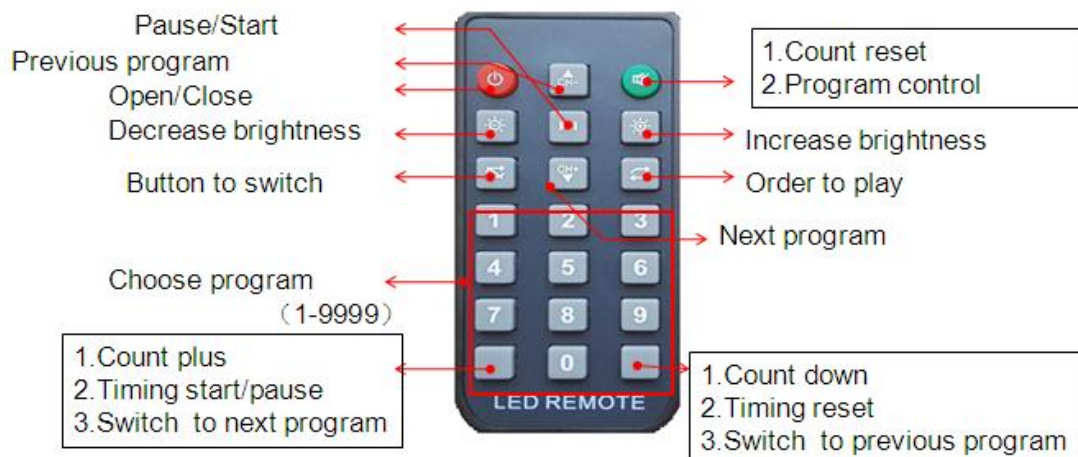 Pause/Start
Previous program
Open/Close
Decrease brightness
Button to switch
Choose program
（1-9999）
1.Count plus
2.Timing start/pause
3.Switch to next program
1.Count reset
2.Program control
Increase brightness
Order to play
Next program
1.Count down
2.Timing reset
3.Switch to previous program
CH-
CH+
1 2 3
4 5 6
7 8 9
0
LED REMOTE